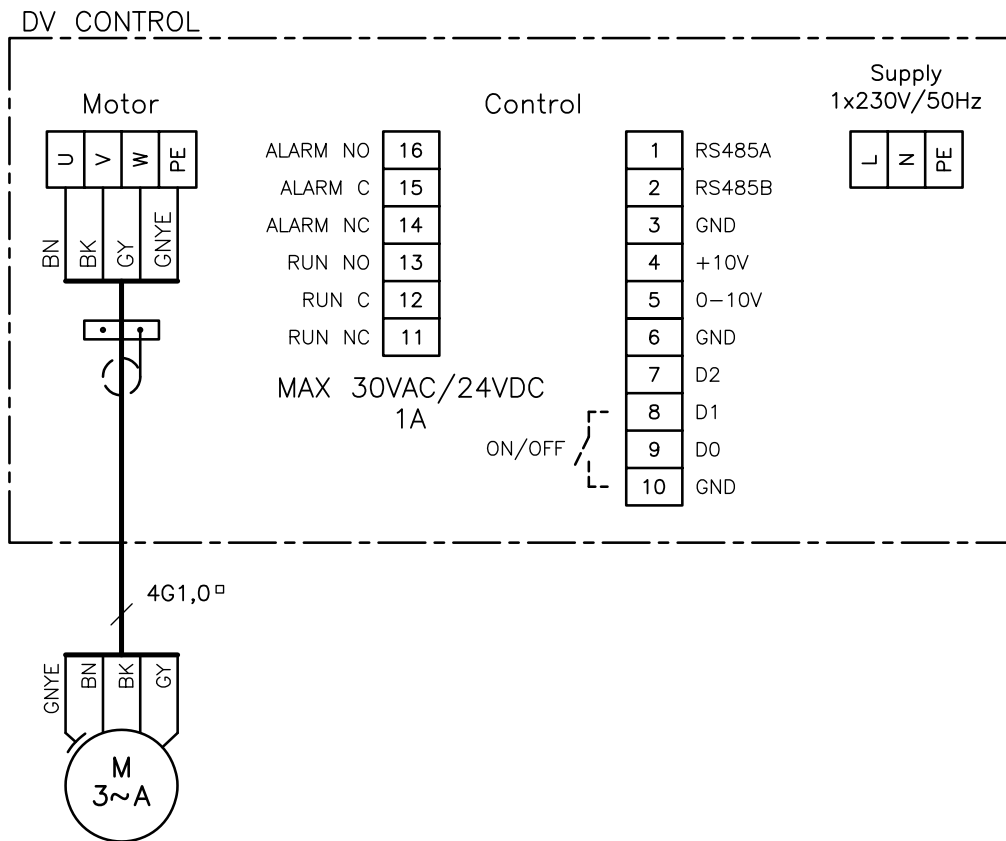 DV CONTROL
Motor
Control
Supply
1x230V/50Hz
U V W PE
L N PE
BN BK GY GNYE
ALARM NO 16
ALARM C 15
ALARM NC 14
RUN NO 13
RUN C 12
RUN NC 11
MAX 30VAC/24VDC
1A
1 RS485A
2 RS485B
3 GND
4 +10V
5 0-10V
6 GND
7 D2
8 D1
9 D0
10 GND
ON/OFF
4G1,0▫
GNYE BN BK GY
M
3~A